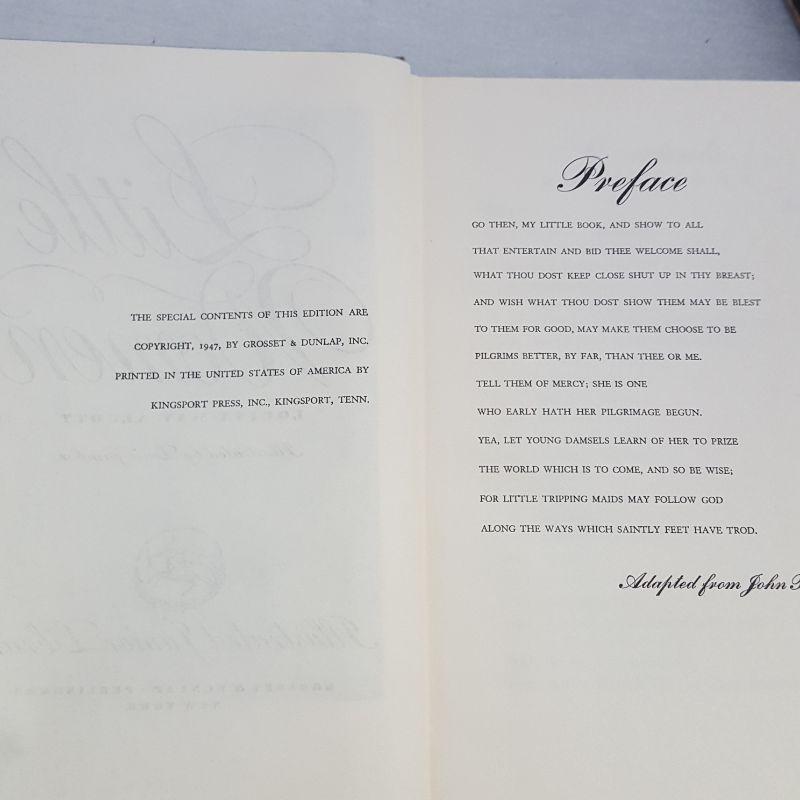 THE SPECIAL CONTENTS OF THIS EDITION ARE
COPYRIGHT, 1947, BY GROSSET & DUNLAP, INC.
PRINTED IN THE UNITED STATES OF AMERICA BY
KINGSPORT PRESS, INC., KINGSPORT, TENN.
Preface
GO THEN, MY LITTLE BOOK, AND SHOW TO ALL
THAT ENTERTAIN AND BID THEE WELCOME SHALL,
WHAT THOU DOST KEEP CLOSE SHUT UP IN THY BREAST;
AND WISH WHAT THOU DOST SHOW THEM MAY BE BLEST
TO THEM FOR GOOD, MAY MAKE THEM CHOOSE TO BE
PILGRIMS BETTER, BY FAR, THAN THEE OR ME.
TELL THEM OF MERCY; SHE IS ONE
WHO EARLY HATH HER PILGRIMAGE BEGUN.
YEA, LET YOUNG DAMSELS LEARN OF HER TO PRIZE
THE WORLD WHICH IS TO COME, AND SO BE WISE;
FOR LITTLE TRIPPING MAIDS MAY FOLLOW GOD
ALONG THE WAYS WHICH SAINTLY FEET HAVE TROD.
Adapted from John